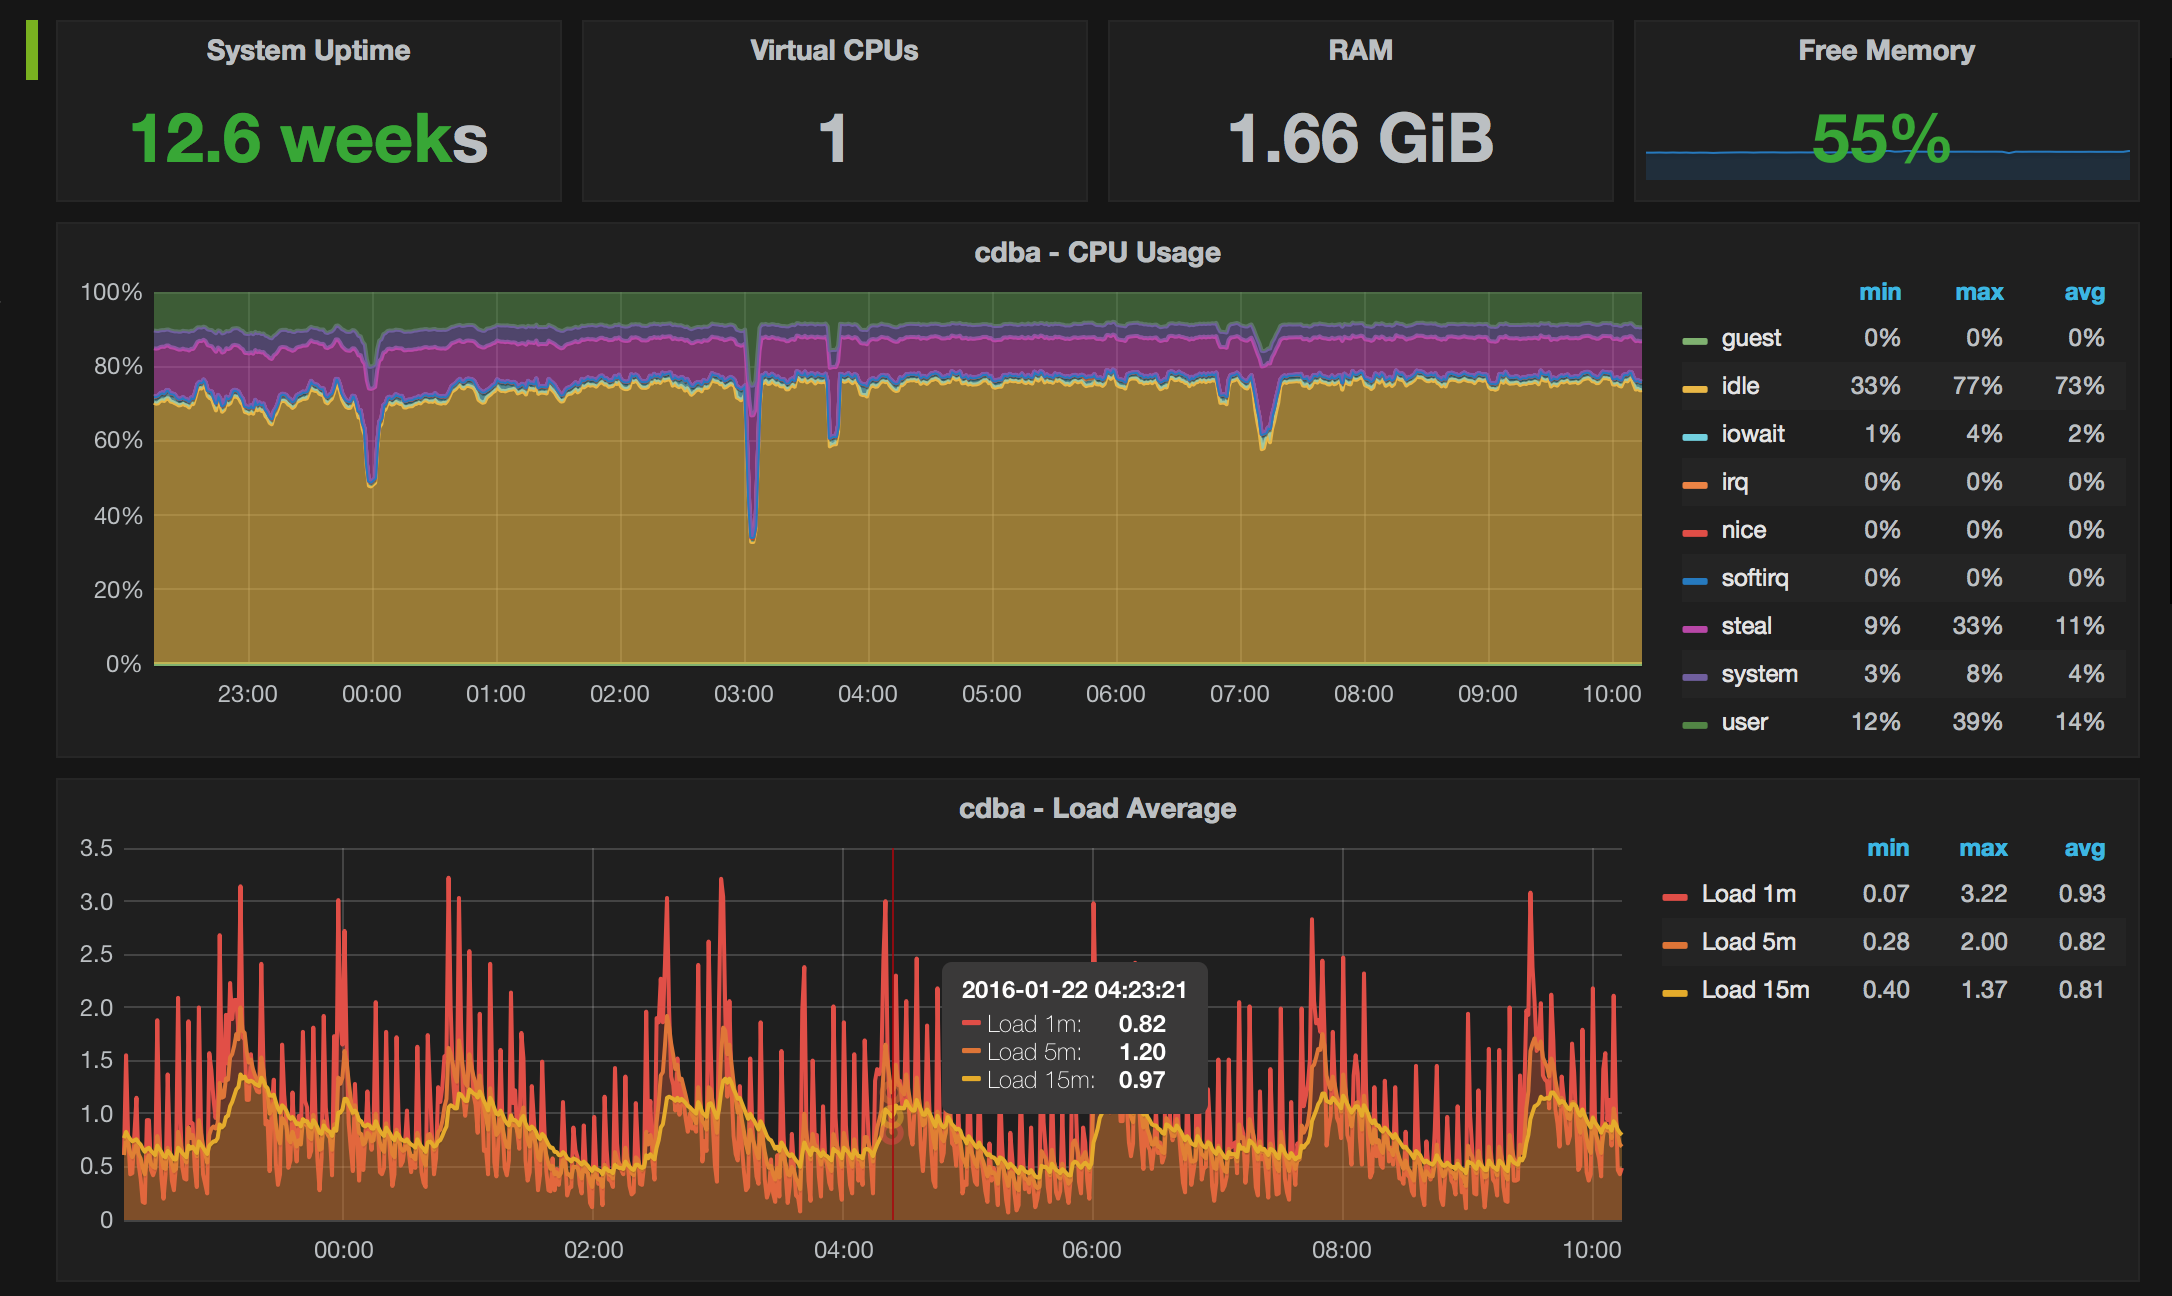 System Uptime
12.6 weeks
Virtual CPUs
1
RAM
1.66 GiB
Free Memory
55%
cdba - CPU Usage
100%
80%
60%
40%
20%
0%
23:00 00:00 01:00 02:00 03:00 04:00 05:00 06:00 07:00 08:00 09:00 10:00
min max avg
guest 0% 0% 0%
idle 33% 77% 73%
iowait 1% 4% 2%
irq 0% 0% 0%
nice 0% 0% 0%
softirq 0% 0% 0%
steal 9% 33% 11%
system 3% 8% 4%
user 12% 39% 14%
cdba - Load Average
3.5
3.0
2.5
2.0
1.5
1.0
0.5
0
00:00 02:00 04:00 06:00 08:00 10:00
2016-01-22 04:23:21
Load 1m: 0.82
Load 5m: 1.20
Load 15m: 0.97
min max avg
Load 1m 0.07 3.22 0.93
Load 5m 0.28 2.00 0.82
Load 15m 0.40 1.37 0.81